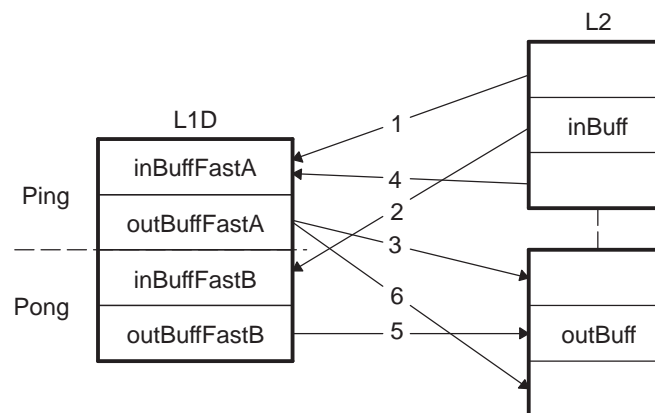 L2
L1D
1
inBuff
inBuffFastA
4
Ping
2
outBuffFastA
3
inBuffFastB
6
Pong
outBuffFastB
5
outBuff